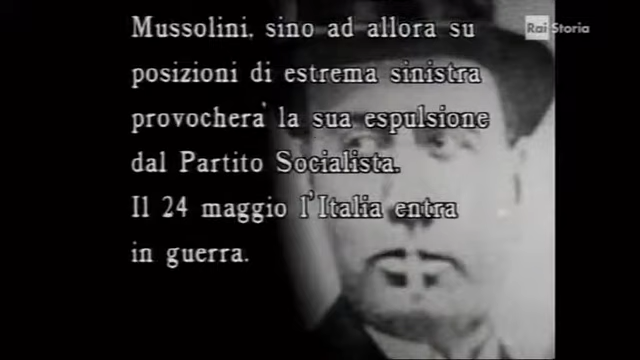 Rai Storia
Mussolini, sino ad allora su
posizioni di estrema sinistra
provochera' la sua espulsione
dal Partito Socialista.
Il 24 maggio l'Italia entra
in guerra.